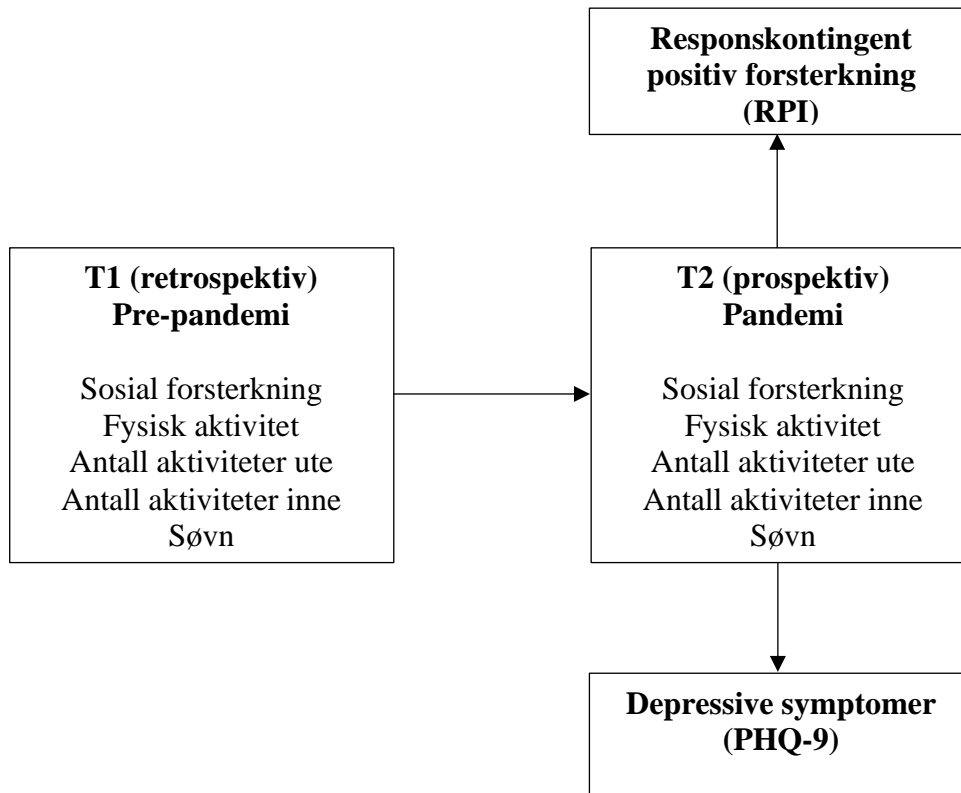 Responskontingent
positiv forsterkning
(RPI)
T1 (retrospektiv)
Pre-pandemi
Sosial forsterkning
Fysisk aktivitet
Antall aktiviteter ute
Antall aktiviteter inne
Søvn
T2 (prospektiv)
Pandemi
Sosial forsterkning
Fysisk aktivitet
Antall aktiviteter ute
Antall aktiviteter inne
Søvn
Depressive symptomer
(PHQ-9)